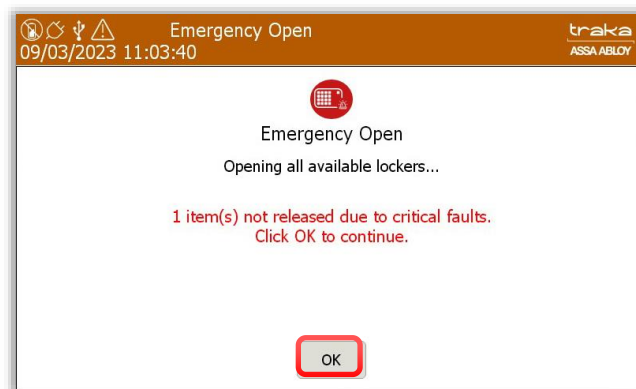 Emergency Open
traka
09/03/2023 11:03:40
ASSA ABLOY
Emergency Open
Opening all available lockers...
1 item(s) not released due to critical faults.
Click OK to continue.
OK